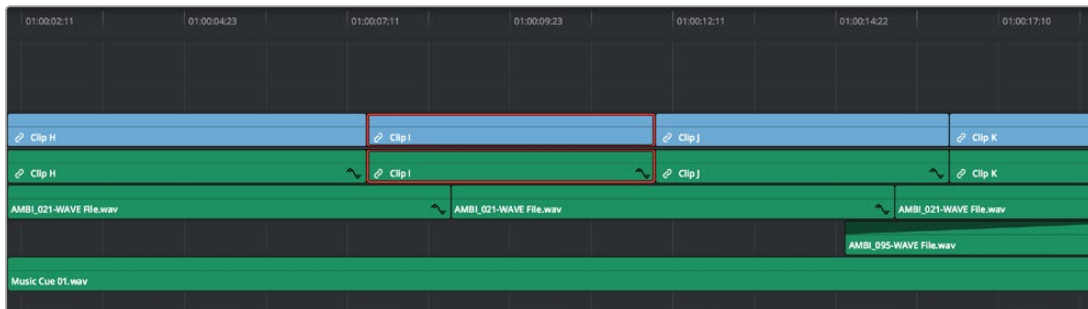 01:00:02:11 01:00:04:23 01:00:07:11 01:00:09:23 01:00:12:11 01:00:14:22 01:00:17:10
Clip H Clip I Clip J Clip K
Clip H Clip I Clip J Clip K
AMBI_021-WAVE File.wav AMBI_021-WAVE File.wav AMBI_021-WAVE File.wav
AMBI_095-WAVE File.wav
Music Cue 01.wav